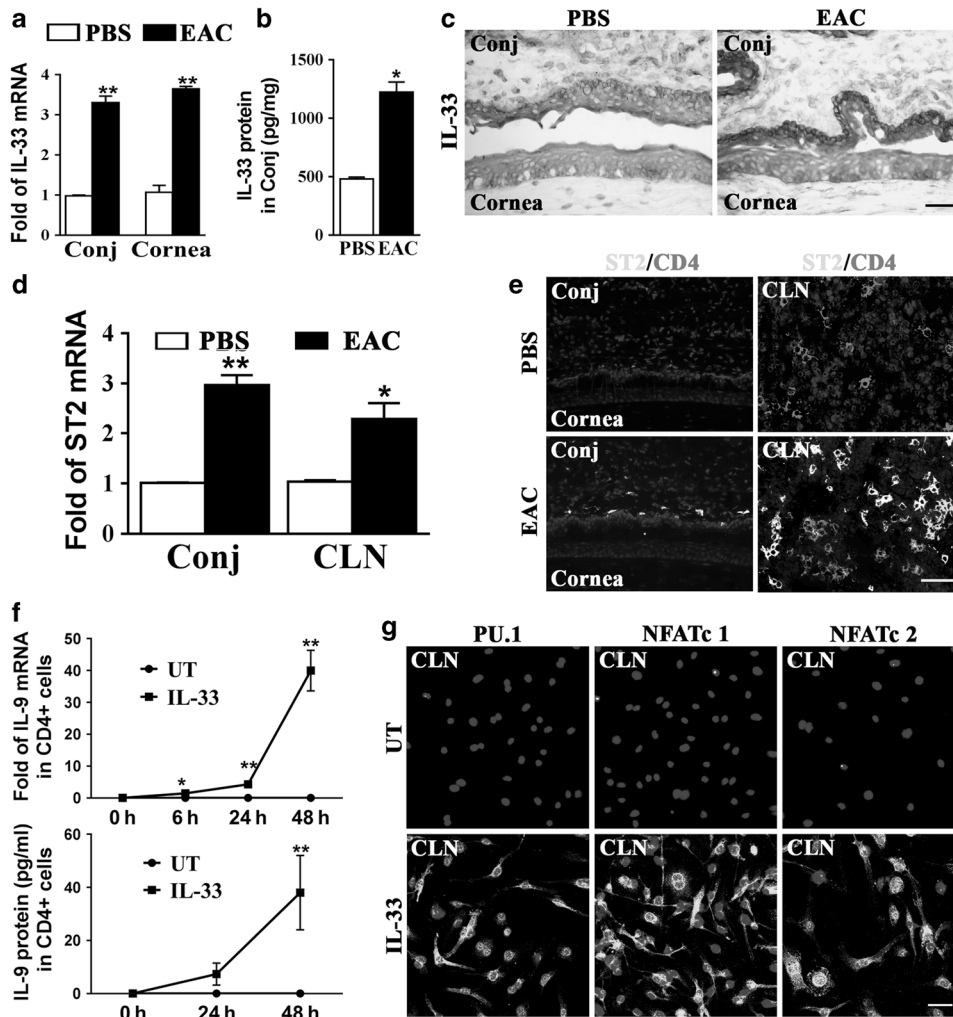 a
PBS EAC
Fold of IL-33 mRNA
4
3
2
1
0
** **
Conj Cornea
b
IL-33 protein
in Conj (pg/mg)
1500
1000
500
0
*
PBS EAC
c
PBS EAC
IL-33
Conj Conj
Cornea Cornea
d
Fold of ST2 mRNA
4
3
2
1
0
PBS EAC
** *
Conj CLN
e
ST2/CD4 ST2/CD4
PBS
Conj CLN
Cornea
EAC
Conj CLN
Cornea
f
Fold of IL-9 mRNA
in CD4+ cells
50
40
30
20
10
0
UT
IL-33
* ** **
0 h 6 h 24 h 48 h
IL-9 protein (pg/ml)
in CD4+ cells
60
40
20
0
UT
IL-33
**
0 h 24 h 48 h
g
PU.1 NFATc 1 NFATc 2
UT
CLN CLN CLN
IL-33
CLN CLN CLN